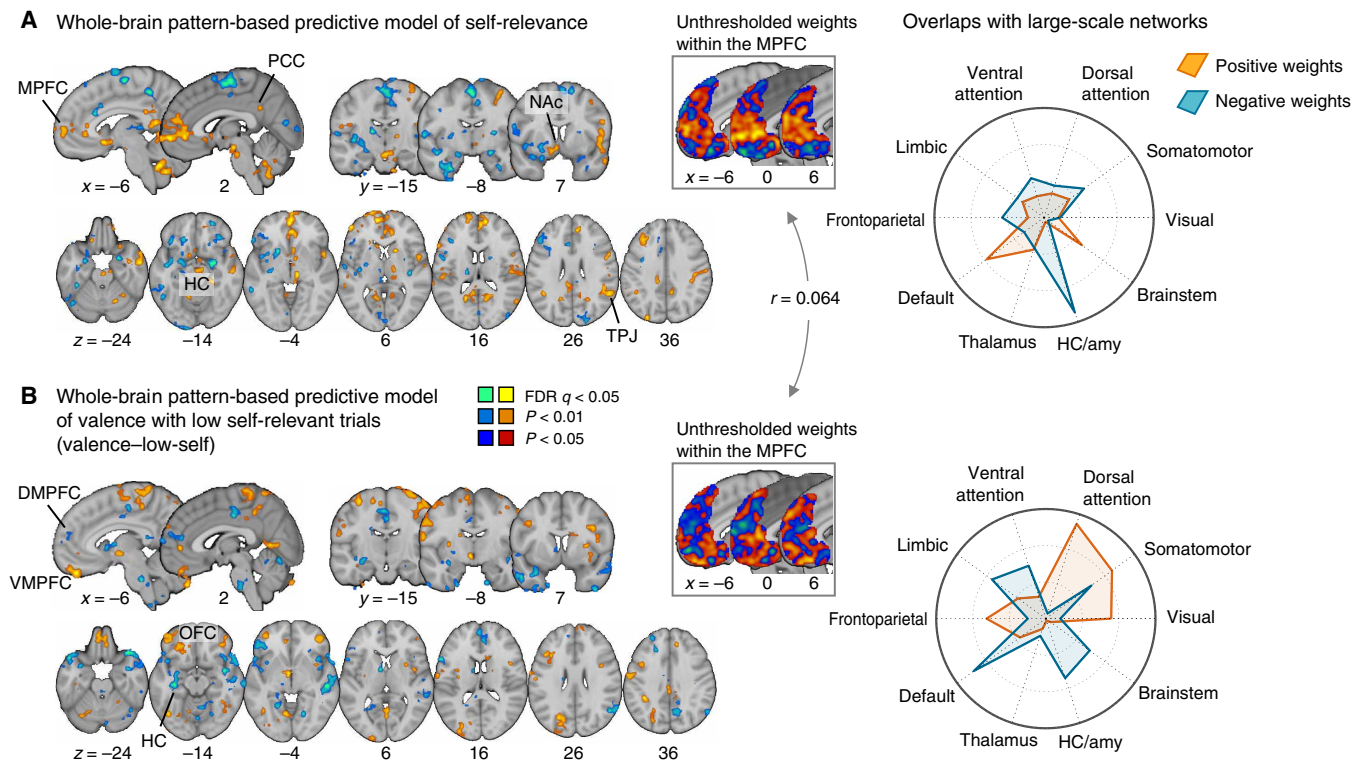 A Whole-brain pattern-based predictive model of self-relevance
MPFC
PCC
x = –6
2
NAc
y = –15
–8
7
HC
TPJ
z = –24
–14
–4
6
16
26
36
Unthresholded weights
within the MPFC
x = –6
0
6
r = 0.064
Overlaps with large-scale networks
Positive weights
Negative weights
Ventral
attention
Dorsal
attention
Limbic
Somatomotor
Frontoparietal
Visual
Default
Brainstem
Thalamus
HC/amy
B Whole-brain pattern-based predictive model
of valence with low self-relevant trials
(valence–low-self)
FDR q < 0.05
P < 0.01
P < 0.05
DMPFC
VMPFC
x = –6
2
y = –15
–8
7
OFC
HC
z = –24
–14
–4
6
16
26
36
Unthresholded weights
within the MPFC
x = –6
0
6
Ventral
attention
Dorsal
attention
Limbic
Somatomotor
Frontoparietal
Visual
Default
Brainstem
Thalamus
HC/amy